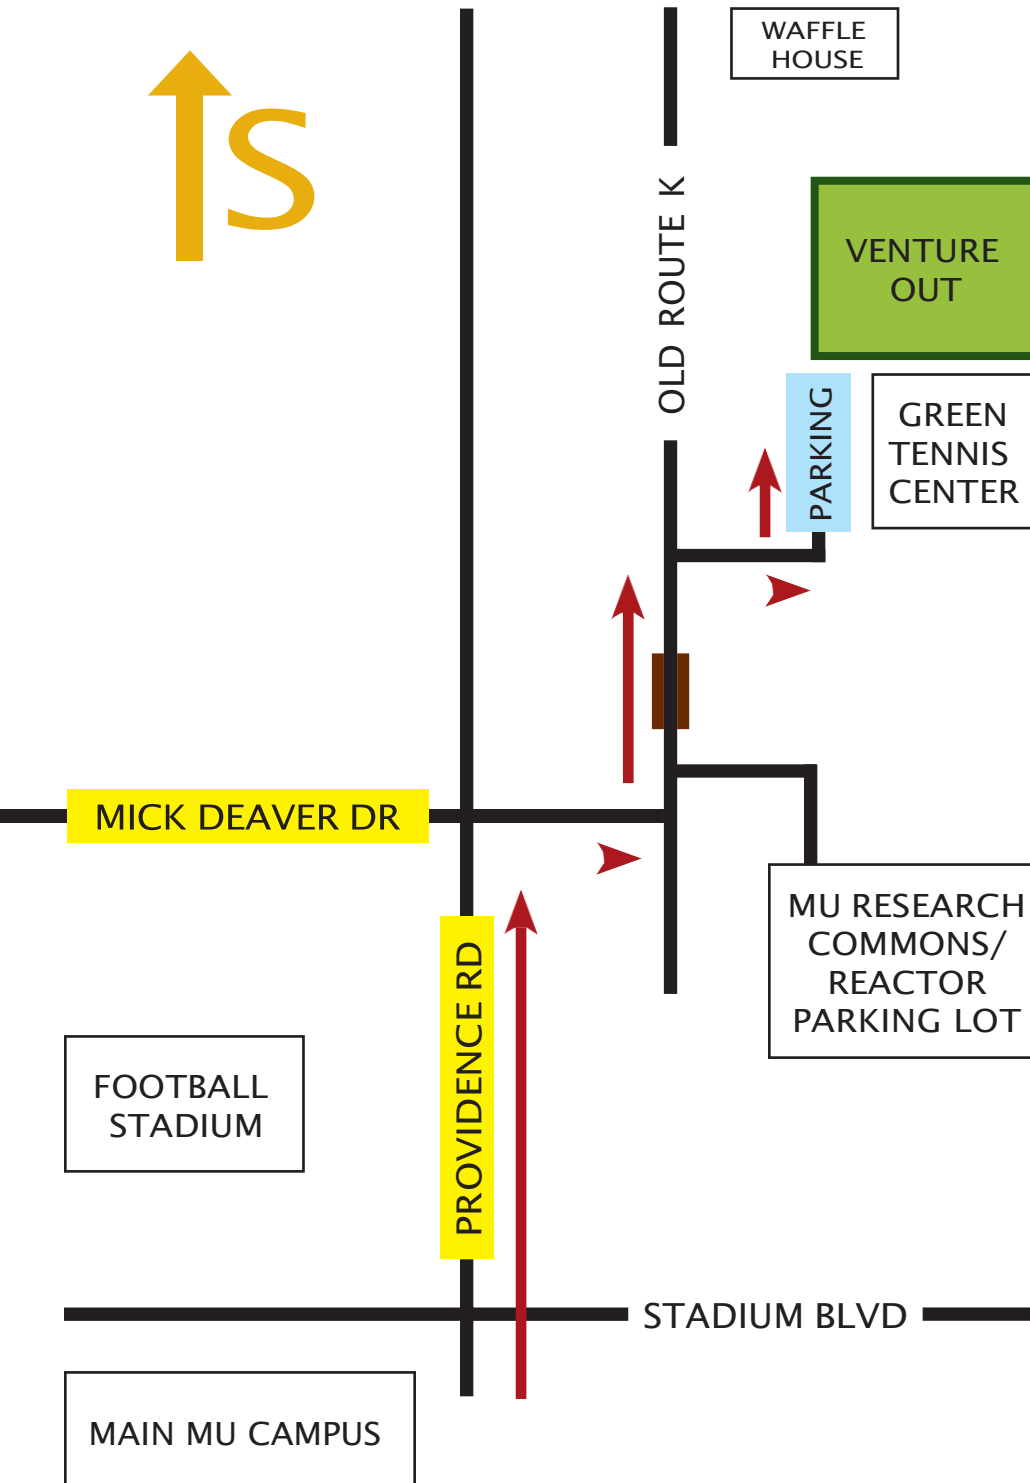 WAFFLE
HOUSE
S
OLD ROUTE K
VENTURE
OUT
PARKING
GREEN
TENNIS
CENTER
MICK DEAVER DR
MU RESEARCH
COMMONS/
REACTOR
PARKING LOT
PROVIDENCE RD
FOOTBALL
STADIUM
STADIUM BLVD
MAIN MU CAMPUS